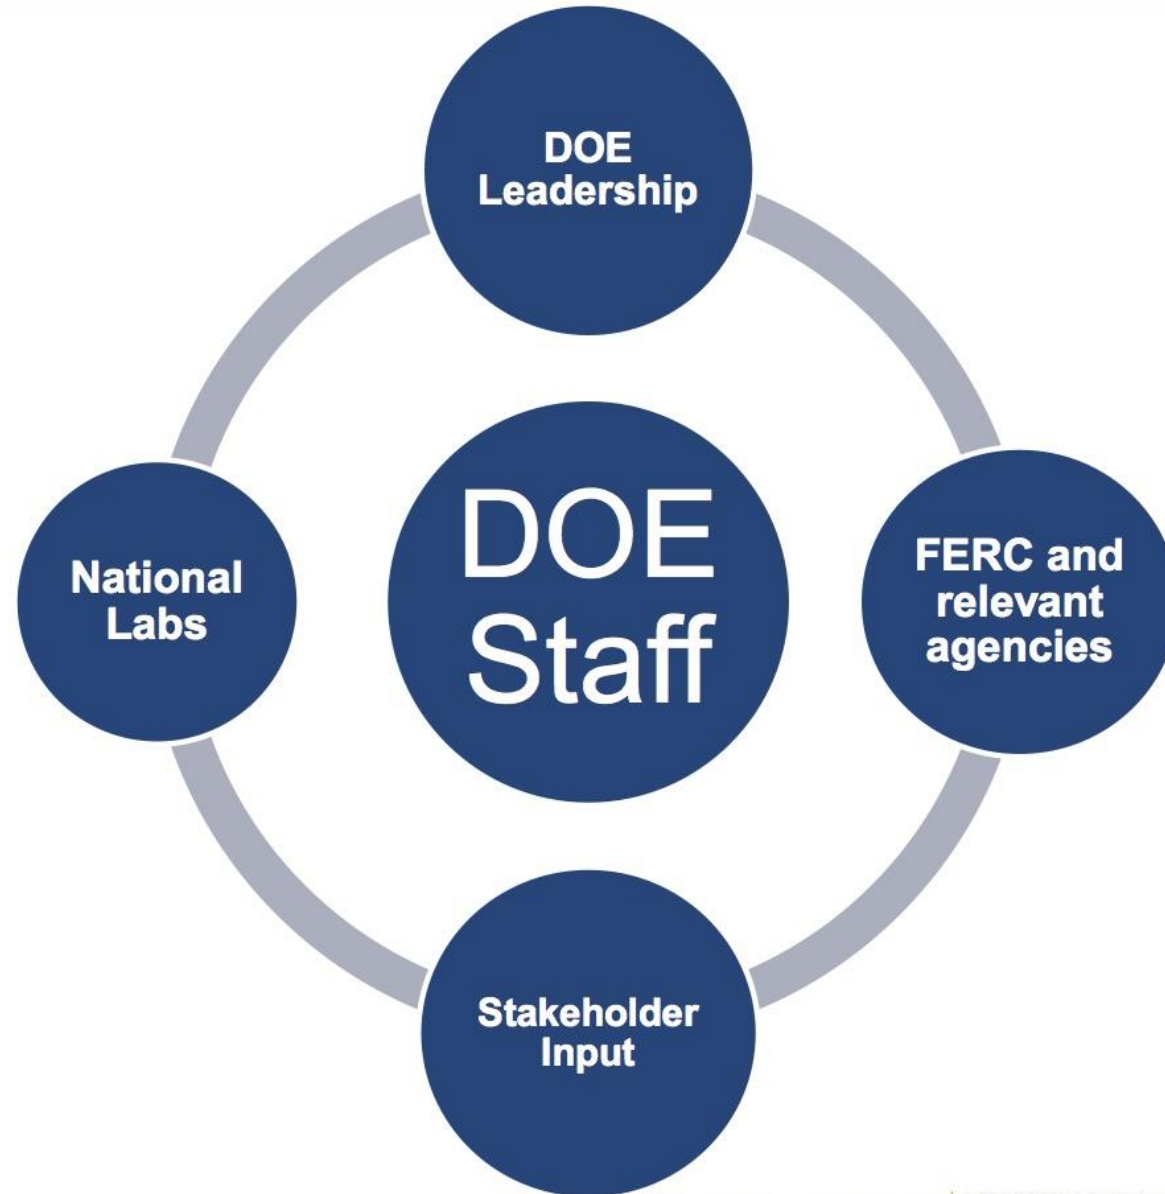 DOE
Leadership
National
Labs
DOE
Staff
FERC and
relevant
agencies
Stakeholder
Input